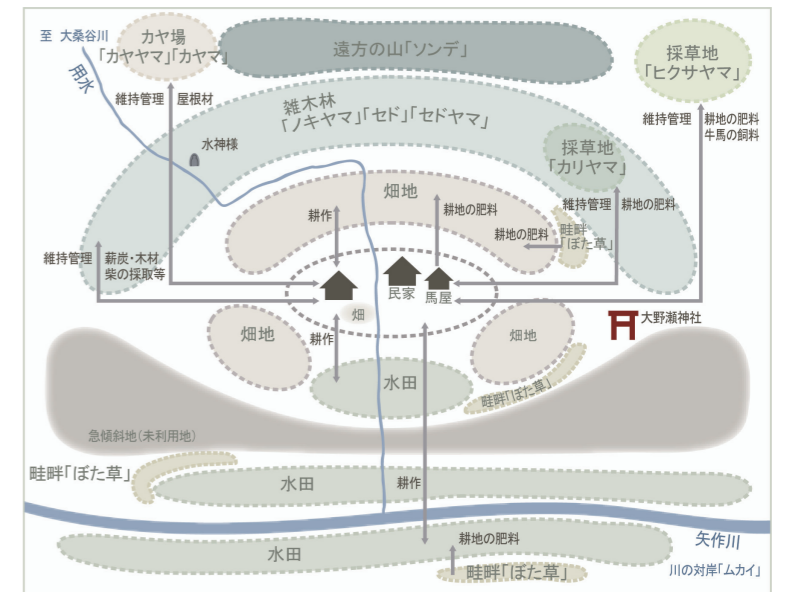 至 大桑谷川
カヤ場
「カヤヤマ」「カヤマ」
遠方の山「ソンデ」
採草地
「ヒクサヤマ」
用水
維持管理
屋根材
雑木林
「ノキヤマ」「セド」「セドヤマ」
維持管理
耕地の肥料
牛馬の飼料
水神様
採草地
「カリヤマ」
畑地
耕作
耕地の肥料
維持管理
耕地の肥料
耕地の肥料
畦畔
「ぼた草」
維持管理
薪炭・木材
柴の採取等
民家
馬屋
畑
大野瀬神社
畑地
耕作
畑地
水田
畦畔「ぼた草」
急傾斜地(未利用地)
畦畔「ぼた草」
水田
耕作
矢作川
水田
耕地の肥料
畦畔「ぼた草」
川の対岸「ムカイ」